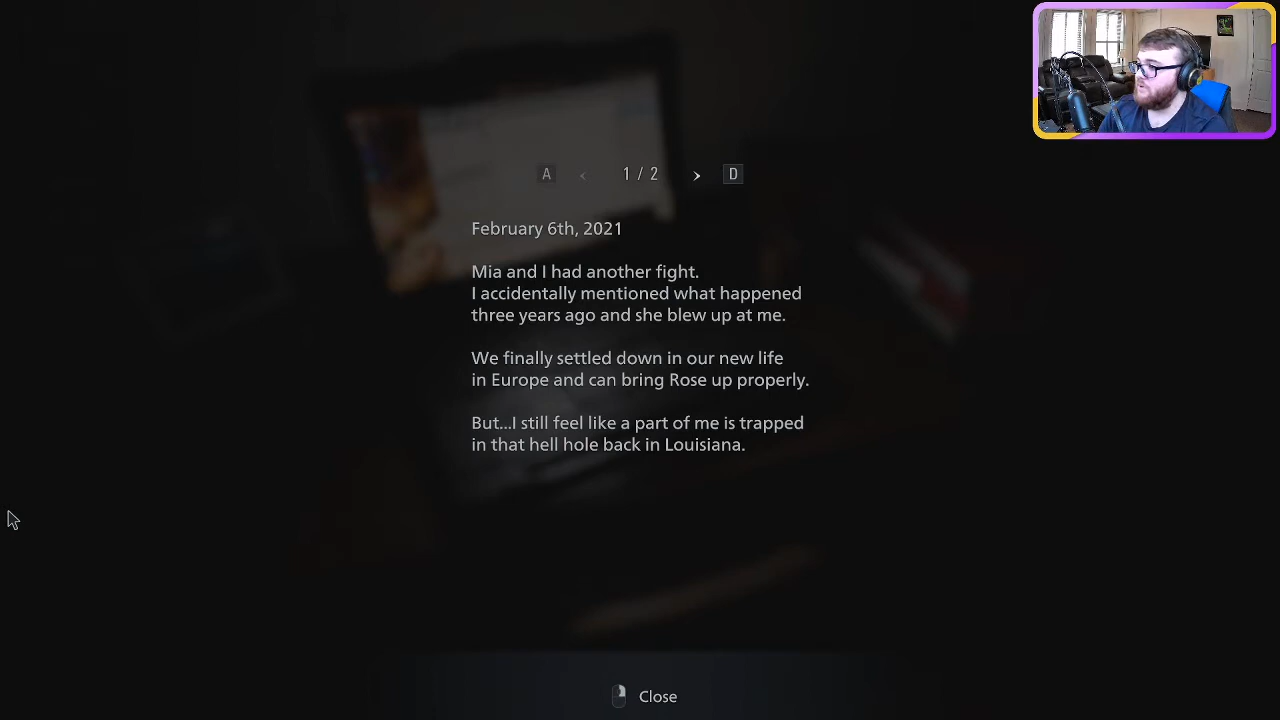 A < 1 / 2 > D
February 6th, 2021
Mia and I had another fight.
I accidentally mentioned what happened
three years ago and she blew up at me.
We finally settled down in our new life
in Europe and can bring Rose up properly.
But...I still feel like a part of me is trapped
in that hell hole back in Louisiana.
Close